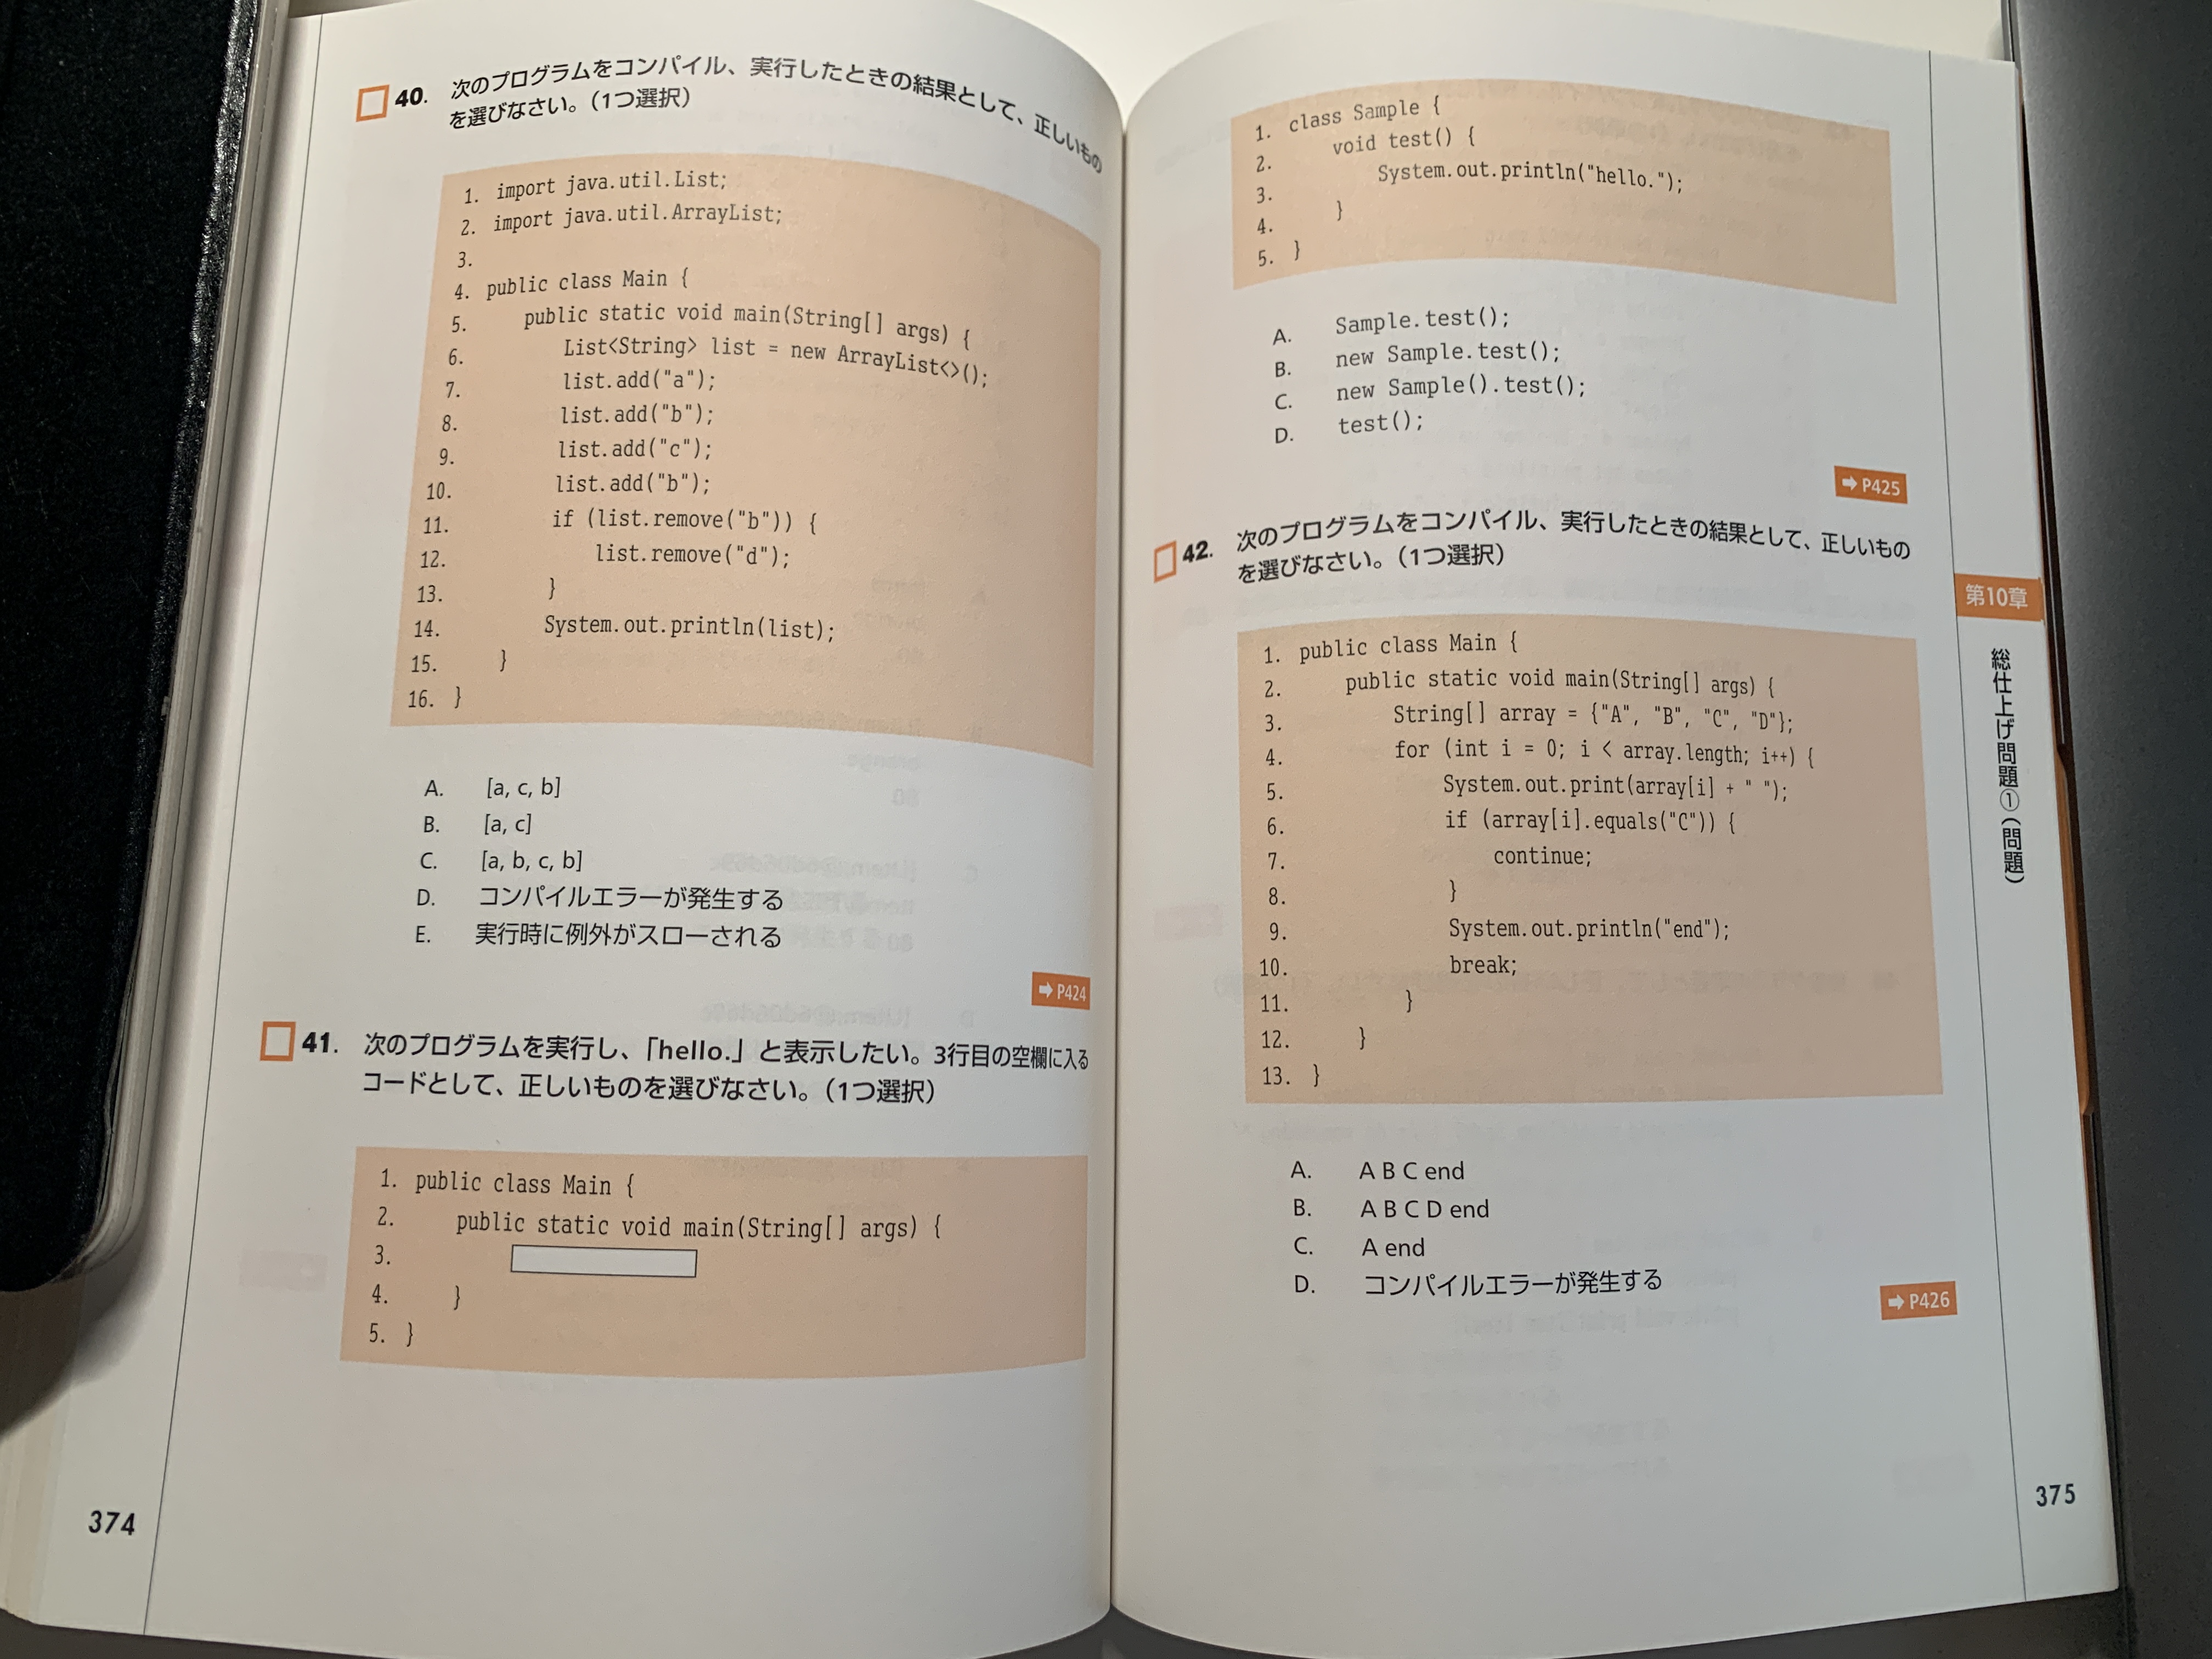 40. 次のプログラムをコンパイル、実行したときの結果として、正しいもの
を選びなさい。（1つ選択）
1. import java.util.List;
2. import java.util.ArrayList;
3.
4. public class Main {
5. public static void main(String[] args) {
6. List<String> list = new ArrayList<>();
7. list.add("a");
8. list.add("b");
9. list.add("c");
10. list.add("b");
11. if (list.remove("b")) {
12. list.remove("d");
13. }
14. System.out.println(list);
15. }
16. }
A. [a, c, b]
B. [a, c]
C. [a, b, c, b]
D. コンパイルエラーが発生する
E. 実行時に例外がスローされる
➡ P424
41. 次のプログラムを実行し、「hello.」と表示したい。3行目の空欄に入る
コードとして、正しいものを選びなさい。（1つ選択）
1. public class Main {
2. public static void main(String[] args) {
3.
4. }
5. }
374
1. class Sample {
2. void test() {
3. System.out.println("hello.");
4. }
5. }
A. Sample.test();
B. new Sample.test();
C. new Sample().test();
D. test();
➡ P425
42. 次のプログラムをコンパイル、実行したときの結果として、正しいもの
を選びなさい。（1つ選択）
1. public class Main {
2. public static void main(String[] args) {
3. String[] array = {"A", "B", "C", "D"};
4. for (int i = 0; i < array.length; i++) {
5. System.out.print(array[i] + " ");
6. if (array[i].equals("C")) {
7. continue;
8. }
9. System.out.println("end");
10. break;
11. }
12. }
13. }
A. A B C end
B. A B C D end
C. A end
D. コンパイルエラーが発生する
➡ P426
第10章
総仕上げ問題①（問題）
375